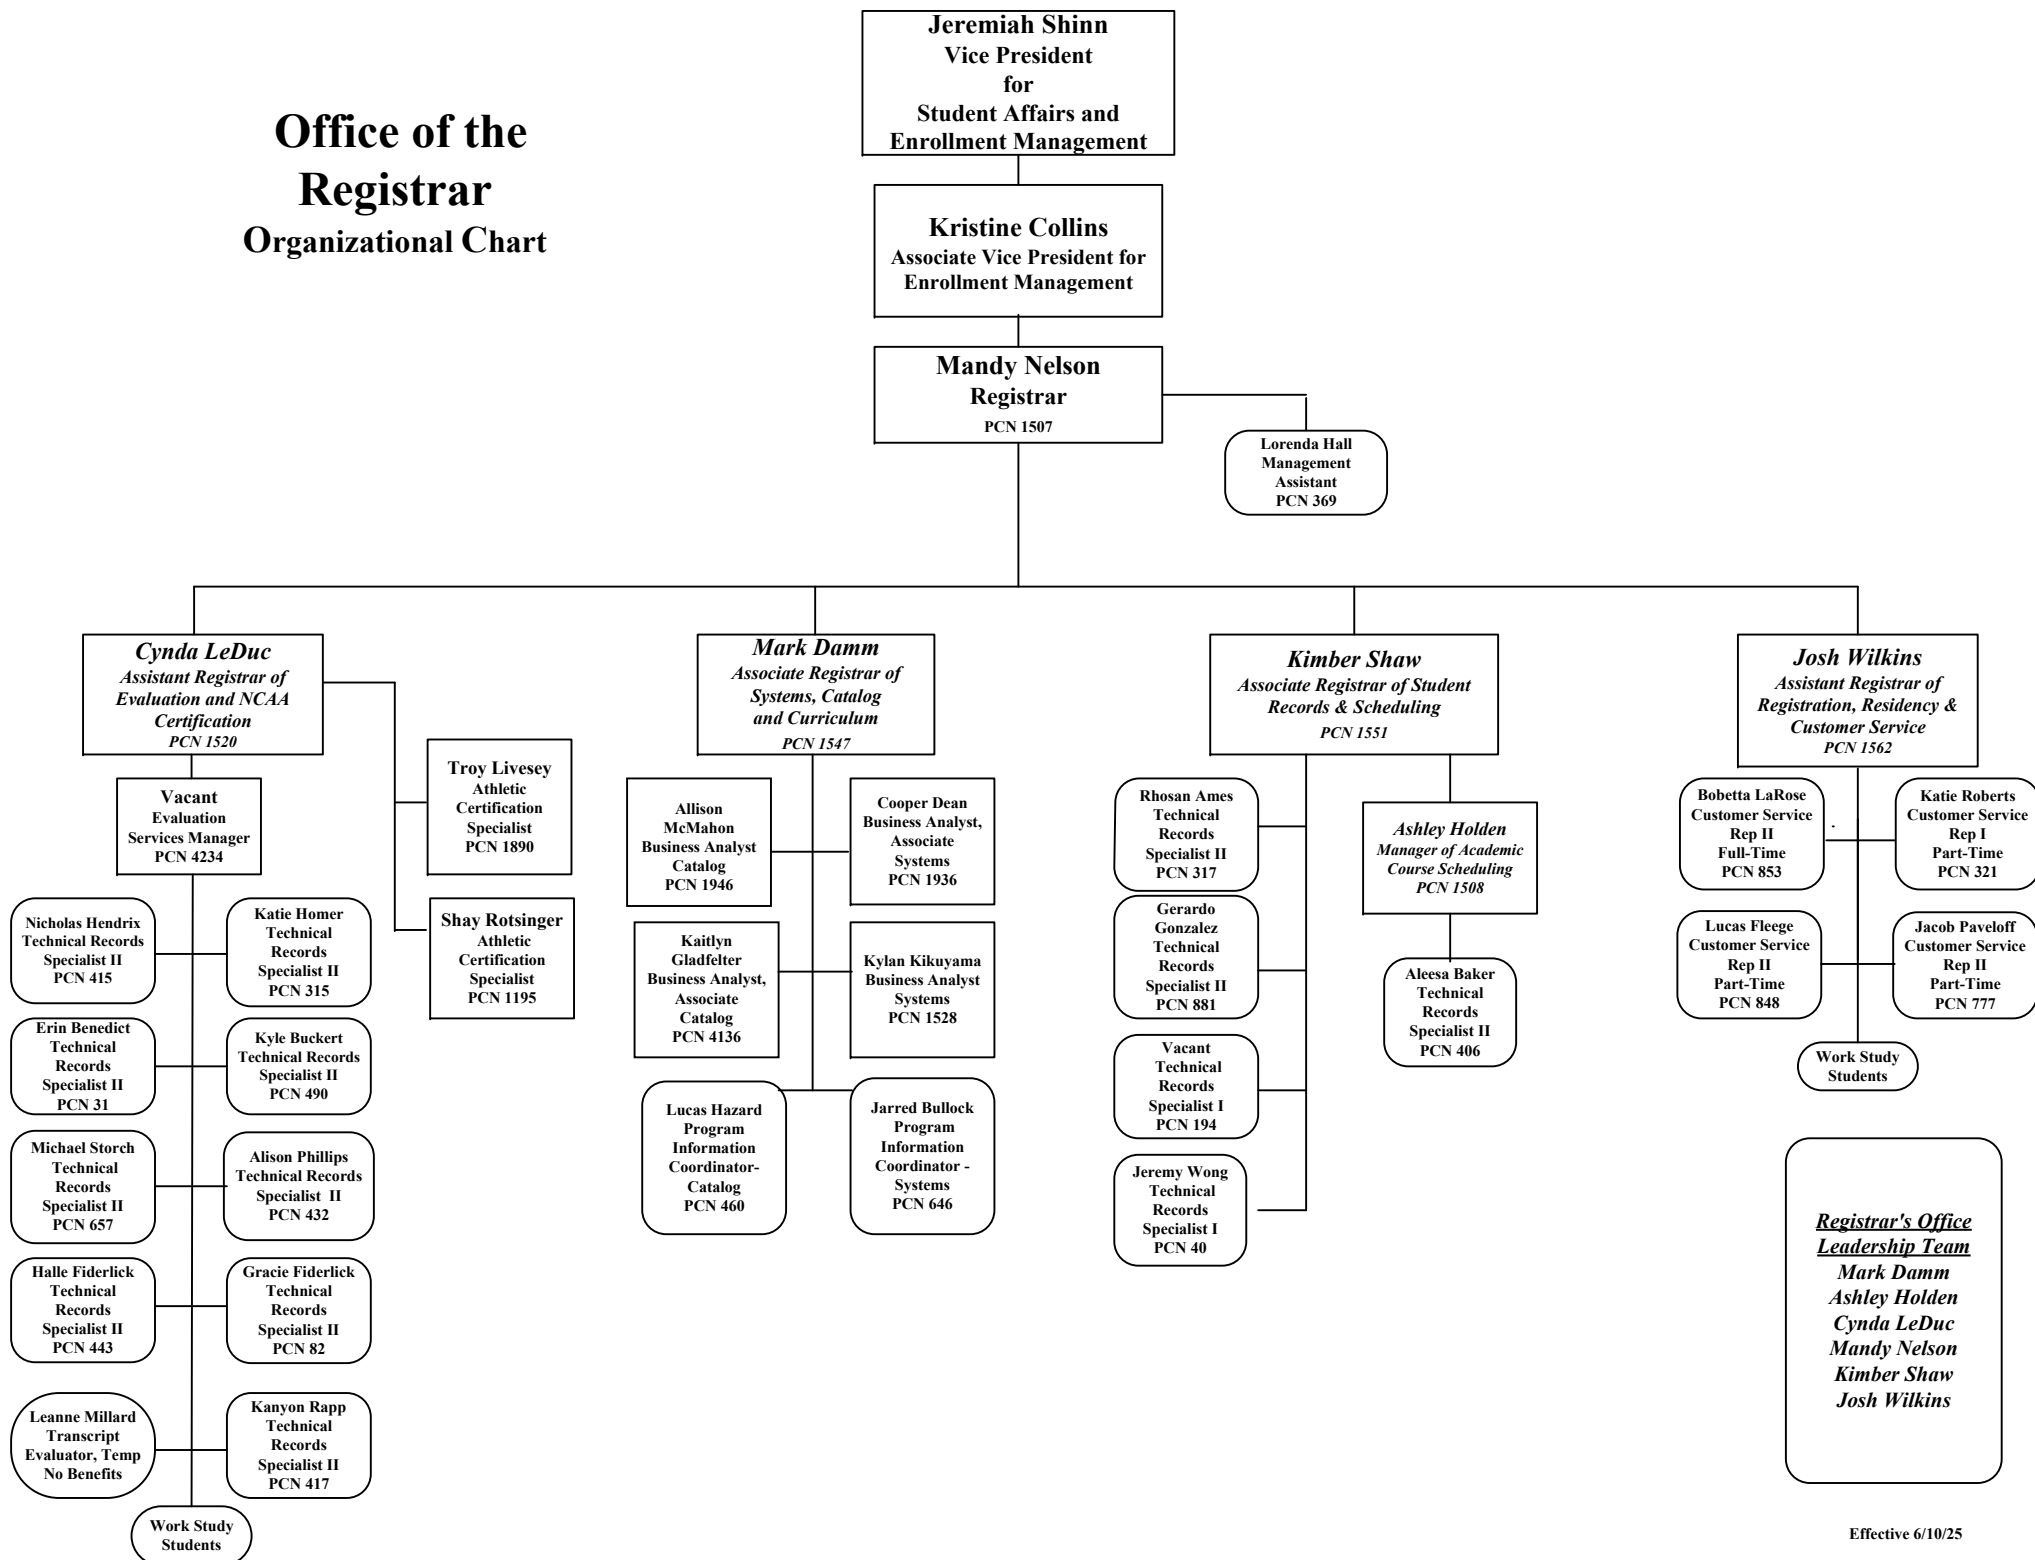 Office of the
Registrar
Organizational Chart
Jeremiah Shinn
Vice President
for
Student Affairs and
Enrollment Management
Kristine Collins
Associate Vice President for
Enrollment Management
Mandy Nelson
Registrar
PCN 1507
Lorenda Hall
Management
Assistant
PCN 369
Cynda LeDuc
Assistant Registrar of
Evaluation and NCAA
Certification
PCN 1520
Vacant
Evaluation
Services Manager
PCN 4234
Troy Livesey
Athletic
Certification
Specialist
PCN 1890
Shay Rotsinger
Athletic
Certification
Specialist
PCN 1195
Nicholas Hendrix
Technical Records
Specialist II
PCN 415
Katie Homer
Technical
Records
Specialist II
PCN 315
Erin Benedict
Technical
Records
Specialist II
PCN 31
Kyle Buckert
Technical Records
Specialist II
PCN 490
Michael Storch
Technical
Records
Specialist II
PCN 657
Alison Phillips
Technical Records
Specialist II
PCN 432
Halle Fiderlick
Technical
Records
Specialist II
PCN 443
Gracie Fiderlick
Technical
Records
Specialist II
PCN 82
Leanne Millard
Transcript
Evaluator, Temp
No Benefits
Kanyon Rapp
Technical
Records
Specialist II
PCN 417
Work Study
Students
Mark Damm
Associate Registrar of
Systems, Catalog
and Curriculum
PCN 1547
Allison
McMahon
Business Analyst
Catalog
PCN 1946
Cooper Dean
Business Analyst,
Associate
Systems
PCN 1936
Kaitlyn
Gladfelter
Business Analyst,
Associate
Catalog
PCN 4136
Kylan Kikuyama
Business Analyst
Systems
PCN 1528
Lucas Hazard
Program
Information
Coordinator-
Catalog
PCN 460
Jarred Bullock
Program
Information
Coordinator -
Systems
PCN 646
Kimber Shaw
Associate Registrar of Student
Records & Scheduling
PCN 1551
Rhosan Ames
Technical
Records
Specialist II
PCN 317
Gerardo
Gonzalez
Technical
Records
Specialist II
PCN 881
Vacant
Technical
Records
Specialist I
PCN 194
Jeremy Wong
Technical
Records
Specialist I
PCN 40
Ashley Holden
Manager of Academic
Course Scheduling
PCN 1508
Aleesa Baker
Technical
Records
Specialist II
PCN 406
Josh Wilkins
Assistant Registrar of
Registration, Residency &
Customer Service
PCN 1562
Bobetta LaRose
Customer Service
Rep II
Full-Time
PCN 853
Katie Roberts
Customer Service
Rep I
Part-Time
PCN 321
Lucas Fleege
Customer Service
Rep II
Part-Time
PCN 848
Jacob Paveloff
Customer Service
Rep II
Part-Time
PCN 777
Work Study
Students
Registrar's Office
Leadership Team
Mark Damm
Ashley Holden
Cynda LeDuc
Mandy Nelson
Kimber Shaw
Josh Wilkins
Effective 6/10/25